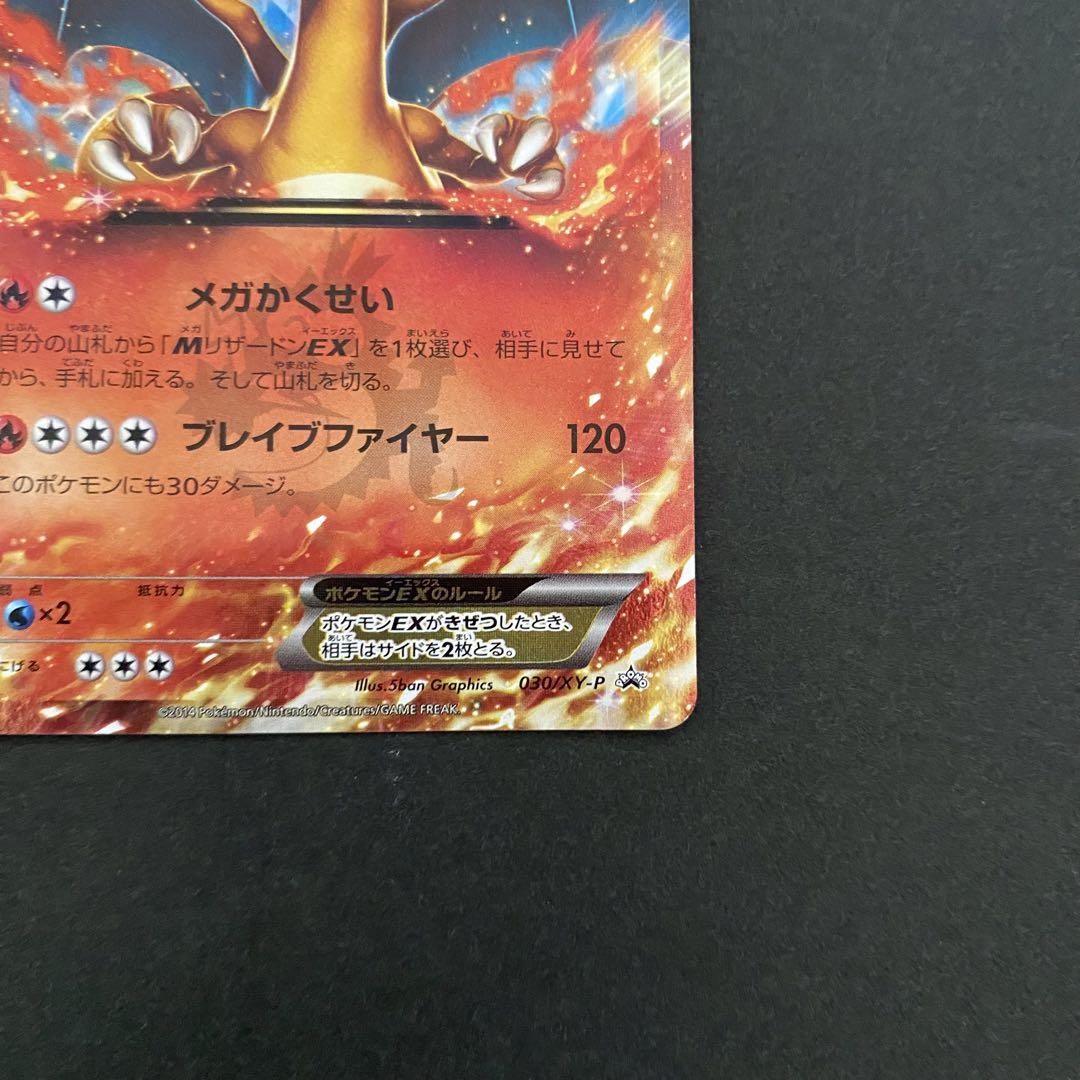 メガかくせい
自分の山札から「MリザードンEX」を1枚選び、相手に見せて
から、手札に加える。そして山札を切る。
ブレイブファイヤー 120
このポケモンにも30ダメージ。
弱点 抵抗力
×2
にげる
ポケモンEXのルール
ポケモンEXがきぜつしたとき、
相手はサイドを2枚とる。
Illus.5ban Graphics 030/XY-P
©2014 Pokémon/Nintendo/Creatures/GAME FREAK.